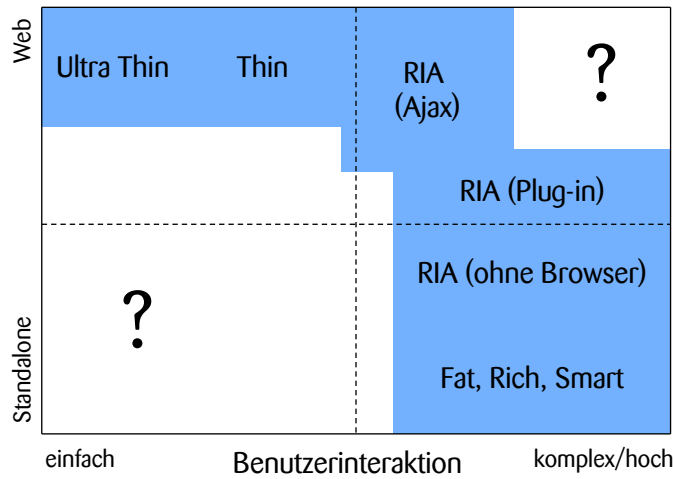 Web
Ultra Thin
Thin
RIA
(Ajax)
?
RIA (Plug-in)
RIA (ohne Browser)
?
Fat, Rich, Smart
Standalone
einfach
Benutzerinteraktion
komplex/hoch